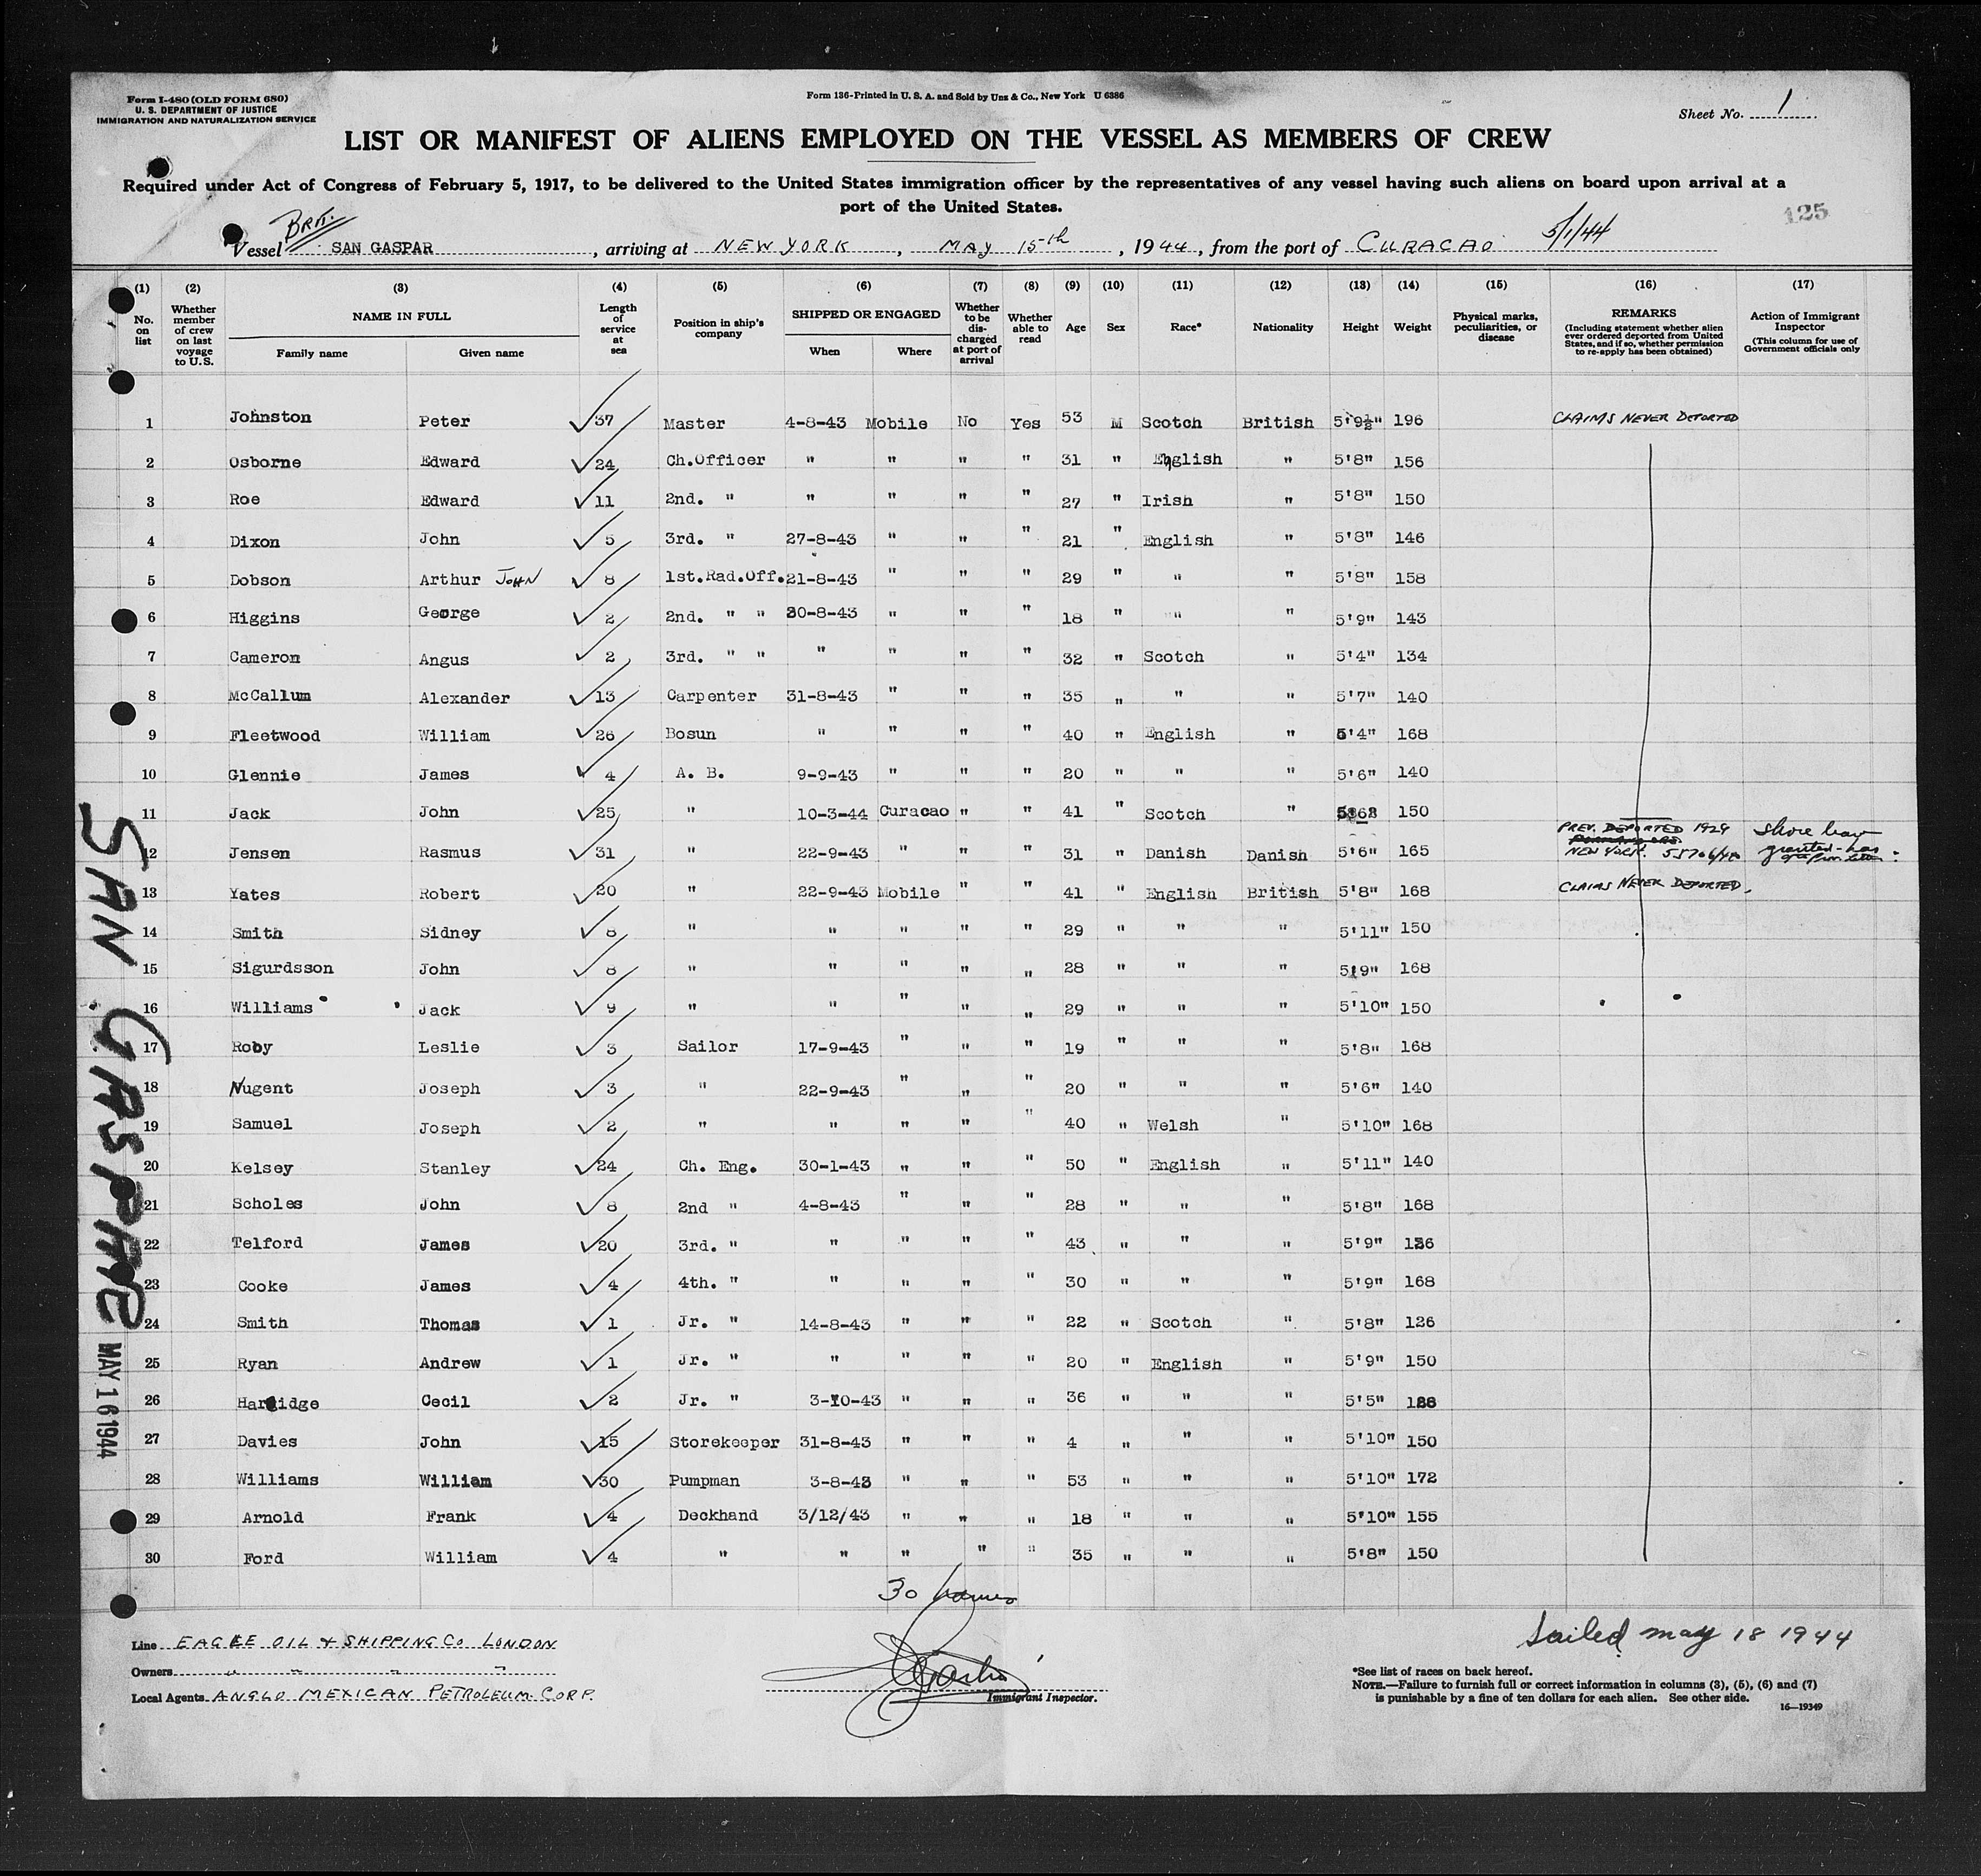 Form I-480 (OLD FORM 680)
U. S. DEPARTMENT OF JUSTICE
IMMIGRATION AND NATURALIZATION SERVICE
Form 136-Printed in U. S. A. and Sold by Unz & Co., New York U 6386
Sheet No. 1
LIST OR MANIFEST OF ALIENS EMPLOYED ON THE VESSEL AS MEMBERS OF CREW
Required under Act of Congress of February 5, 1917, to be delivered to the United States immigration officer by the representatives of any vessel having such aliens on board upon arrival at a
port of the United States.
125
Brit.
Vessel SAN GASPAR, arriving at NEW YORK, MAY 15th, 1944, from the port of CURACAO 5/1/44
(1) No. on list
(2) Whether member of crew on last voyage to U.S.
(3) NAME IN FULL Family name Given name
(4) Length of service at sea
(5) Position in ship's company
(6) SHIPPED OR ENGAGED When Where
(7) Whether to be discharged at port of arrival
(8) Whether able to read
(9) Age
(10) Sex
(11) Race*
(12) Nationality
(13) Height
(14) Weight
(15) Physical marks, peculiarities, or disease
(16) REMARKS (Including statement whether alien ever ordered deported from United States, and if so, whether permission to re-apply has been obtained)
(17) Action of Immigrant Inspector (This column for use of Government officials only
1 Johnston Peter 37 Master 4-8-43 Mobile No Yes 53 M Scotch British 5'9½" 196 CLAIMS NEVER DEPORTED
2 Osborne Edward 24 Ch.Officer " " " " 31 " English " 5'8" 156
3 Roe Edward 11 2nd. " " " " " 27 " Irish " 5'8" 150
4 Dixon John 5 3rd. " 27-8-43 " " " 21 " English " 5'8" 146
5 Dobson Arthur JOHN 8 1st.Rad.Off. 21-8-43 " " " 29 " " " 5'8" 158
6 Higgins George 2 2nd. " " 30-8-43 " " " 18 " " " 5'9" 143
7 Cameron Angus 2 3rd. " " " " " " 32 " Scotch " 5'4" 134
8 McCallum Alexander 13 Carpenter 31-8-43 " " " 35 " " " 5'7" 140
9 Fleetwood William 26 Bosun " " " " 40 " English " 5'4" 168
10 Glennie James 4 A. B. 9-9-43 " " " 20 " " " 5'6" 140
11 Jack John 25 " 10-3-44 Curacao " " 41 " Scotch " 150
12 Jensen Rasmus 31 " 22-9-43 " " " 31 " Danish Danish 5'6" 165 PREV. DEPORTED 1929 NEW YORK. shore leave granted - has
13 Yates Robert 20 " 22-9-43 Mobile " " 41 " English British 5'8" 168 CLAIMS NEVER DEPORTED.
14 Smith Sidney 8 " " " " " 29 " " " 5'11" 150
15 Sigurdsson John 8 " " " " " 28 " " " 5'9" 168
16 Williams Jack 9 " " " " " 29 " " " 5'10" 150
17 Roby Leslie 3 Sailor 17-9-43 " " " 19 " " " 5'8" 168
18 Nugent Joseph 3 " 22-9-43 " " " 20 " " " 5'6" 140
19 Samuel Joseph 2 " " " " " 40 " Welsh " 5'10" 168
20 Kelsey Stanley 24 Ch. Eng. 30-1-43 " " " 50 " English " 5'11" 140
21 Scholes John 8 2nd " 4-8-43 " " " 28 " " " 5'8" 168
22 Telford James 20 3rd. " " " " " 43 " " " 5'9"
23 Cooke James 4 4th. " " " " " 30 " " " 5'9" 168
24 Smith Thomas 1 Jr. " 14-8-43 " " " 22 " Scotch " 5'8" 126
25 Ryan Andrew 1 Jr. " " " " " 20 " English " 5'9" 150
26 Cecil 2 Jr. " 3-10-43 " " " 36 " " " 5'5"
27 Davies John 15 Storekeeper 31-8-43 " " " 4 " " " 5'10" 150
28 Williams William 30 Pumpman 3-8-43 " " " 53 " " " 5'10" 172
29 Arnold Frank 4 Deckhand 3/12/43 " " " 18 " " " 5'10" 155
30 Ford William 4 " " " " " 35 " " " 5'8" 150
SAN GASPAR
MAY 16 1944
30 names
Line EAGLE OIL & SHIPPING Co LONDON
Owners " " " "
Local Agents ANGLO MEXICAN PETROLEUM CORP.
Immigrant Inspector.
Sailed May 18 1944
*See list of races on back hereof.
NOTE.—Failure to furnish full or correct information in columns (3), (5), (6) and (7)
is punishable by a fine of ten dollars for each alien. See other side.
16—19349